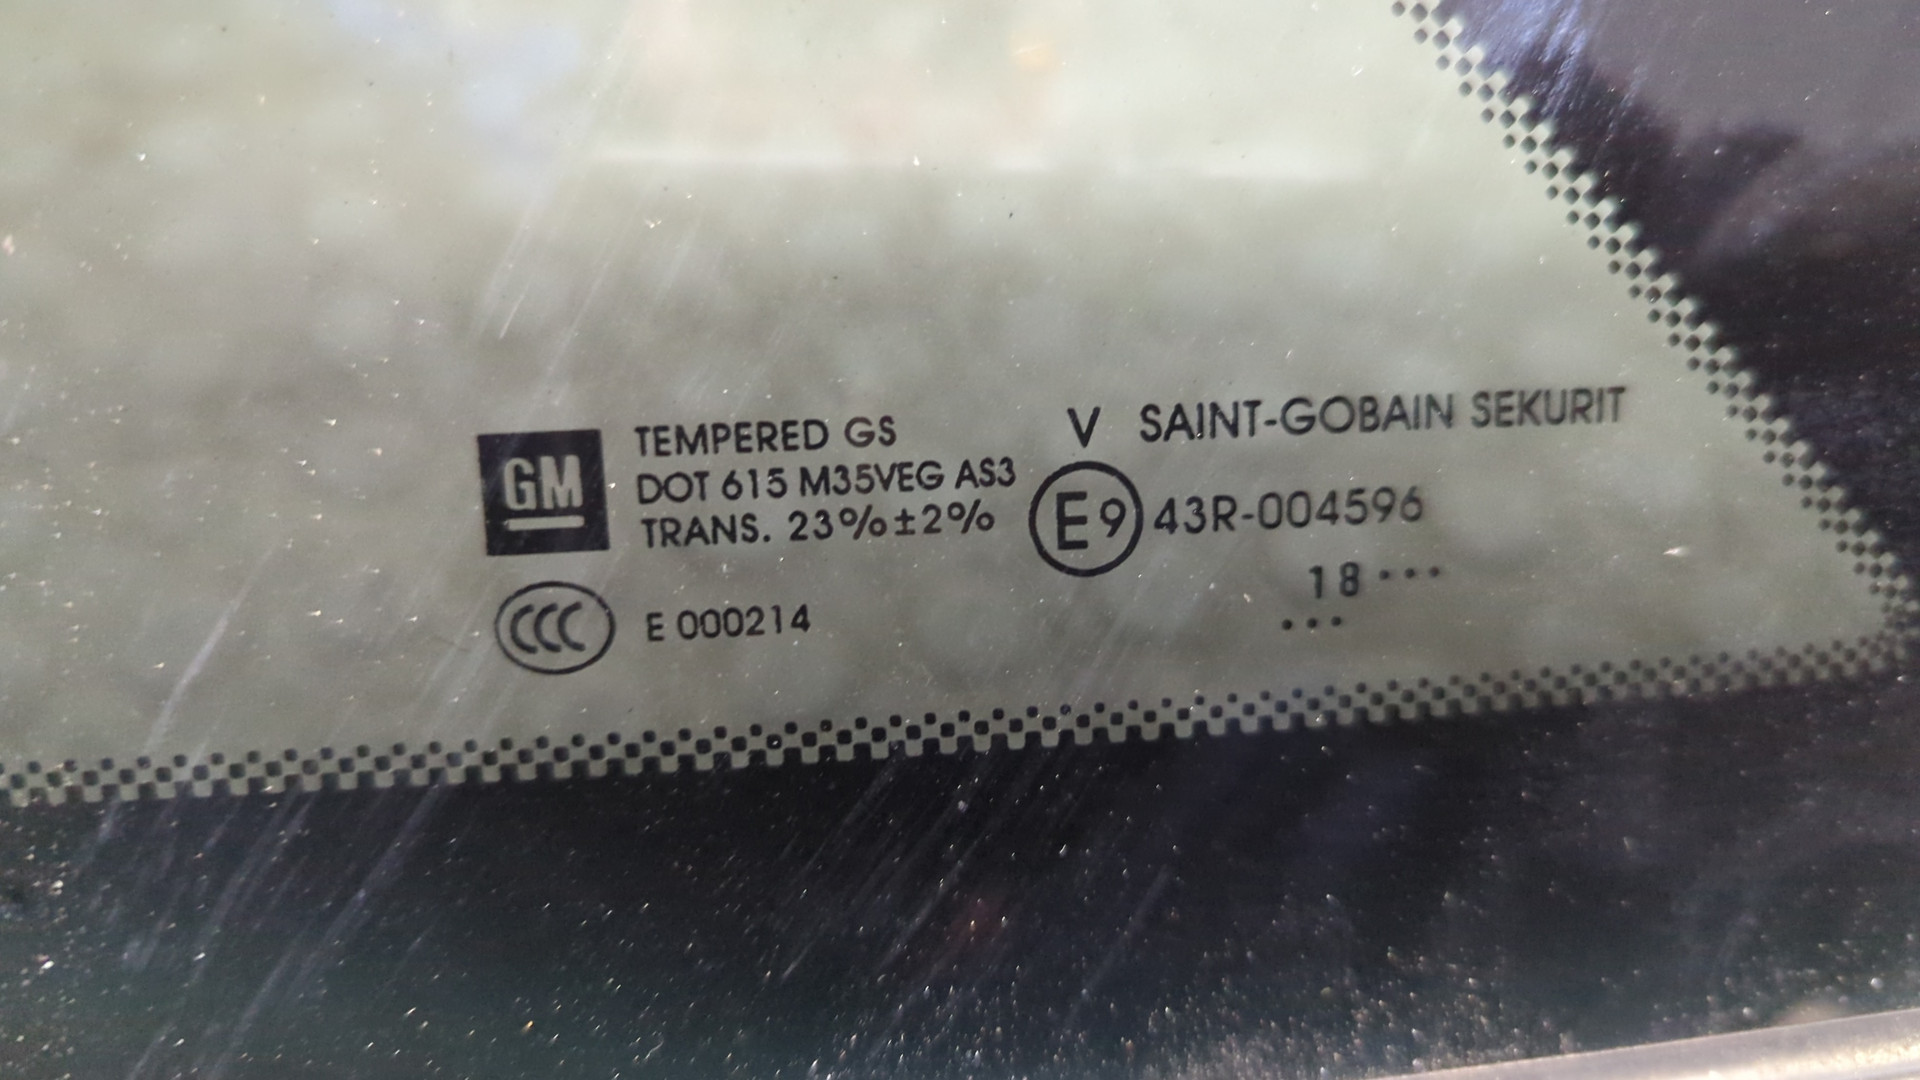 GM
TEMPERED GS
DOT 615 M35VEG AS3
TRANS. 23%±2%
CCC E 000214
V SAINT-GOBAIN SEKURIT
E9 43R-004596
18 • • •
• • •